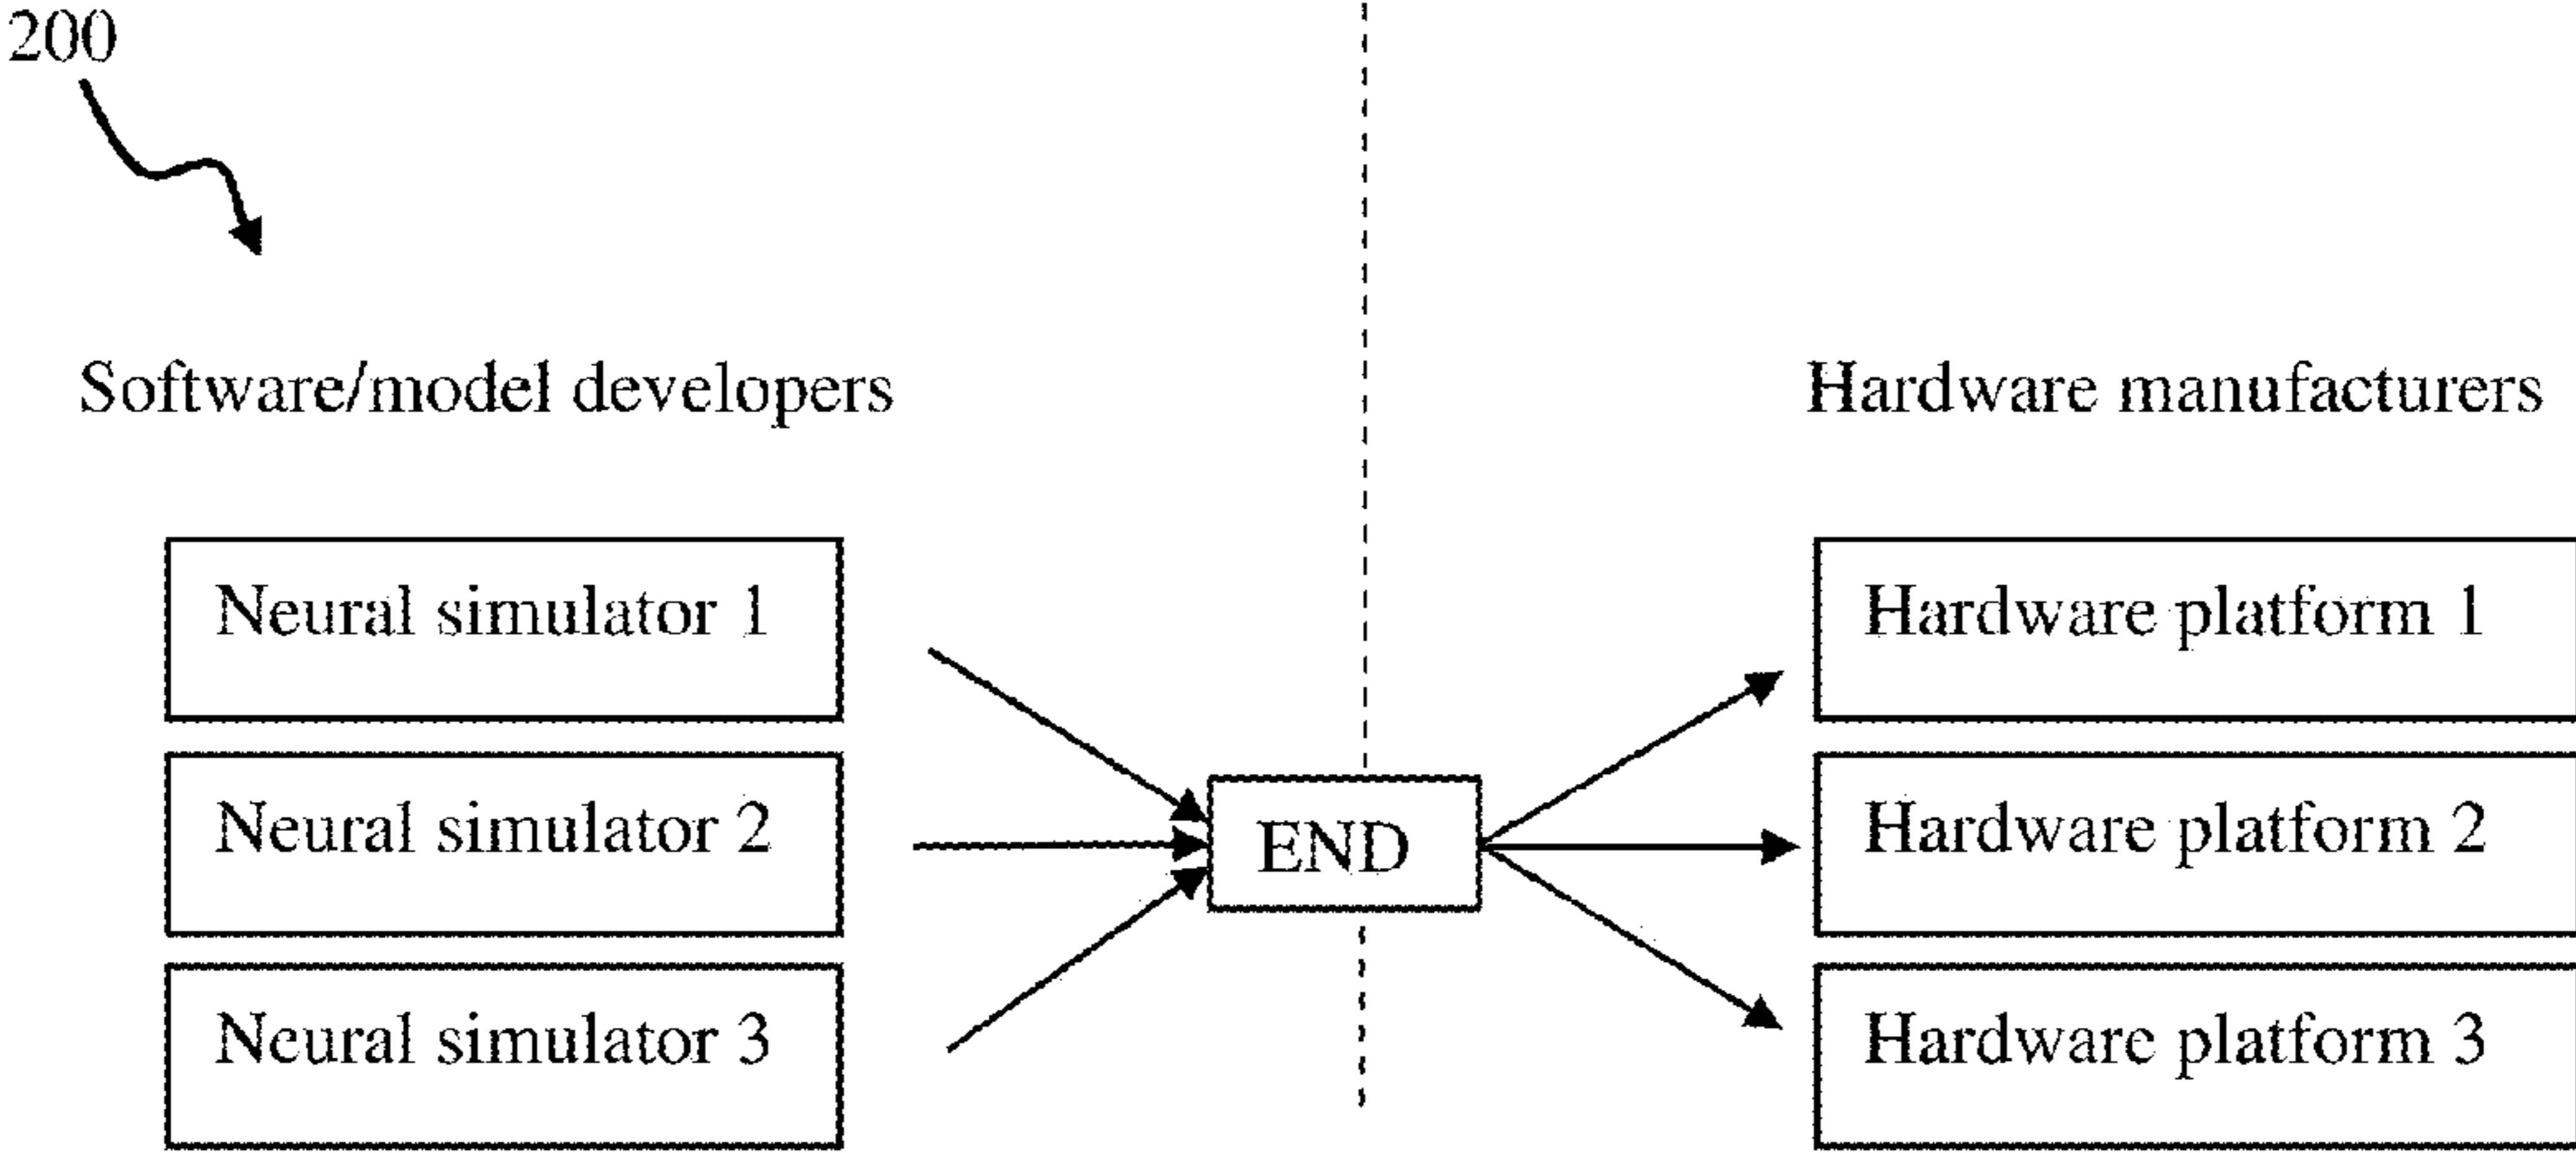 200
Software/model developers
Hardware manufacturers
Neural simulator 1
Hardware platform 1
Neural simulator 2
END
Hardware platform 2
Neural simulator 3
Hardware platform 3